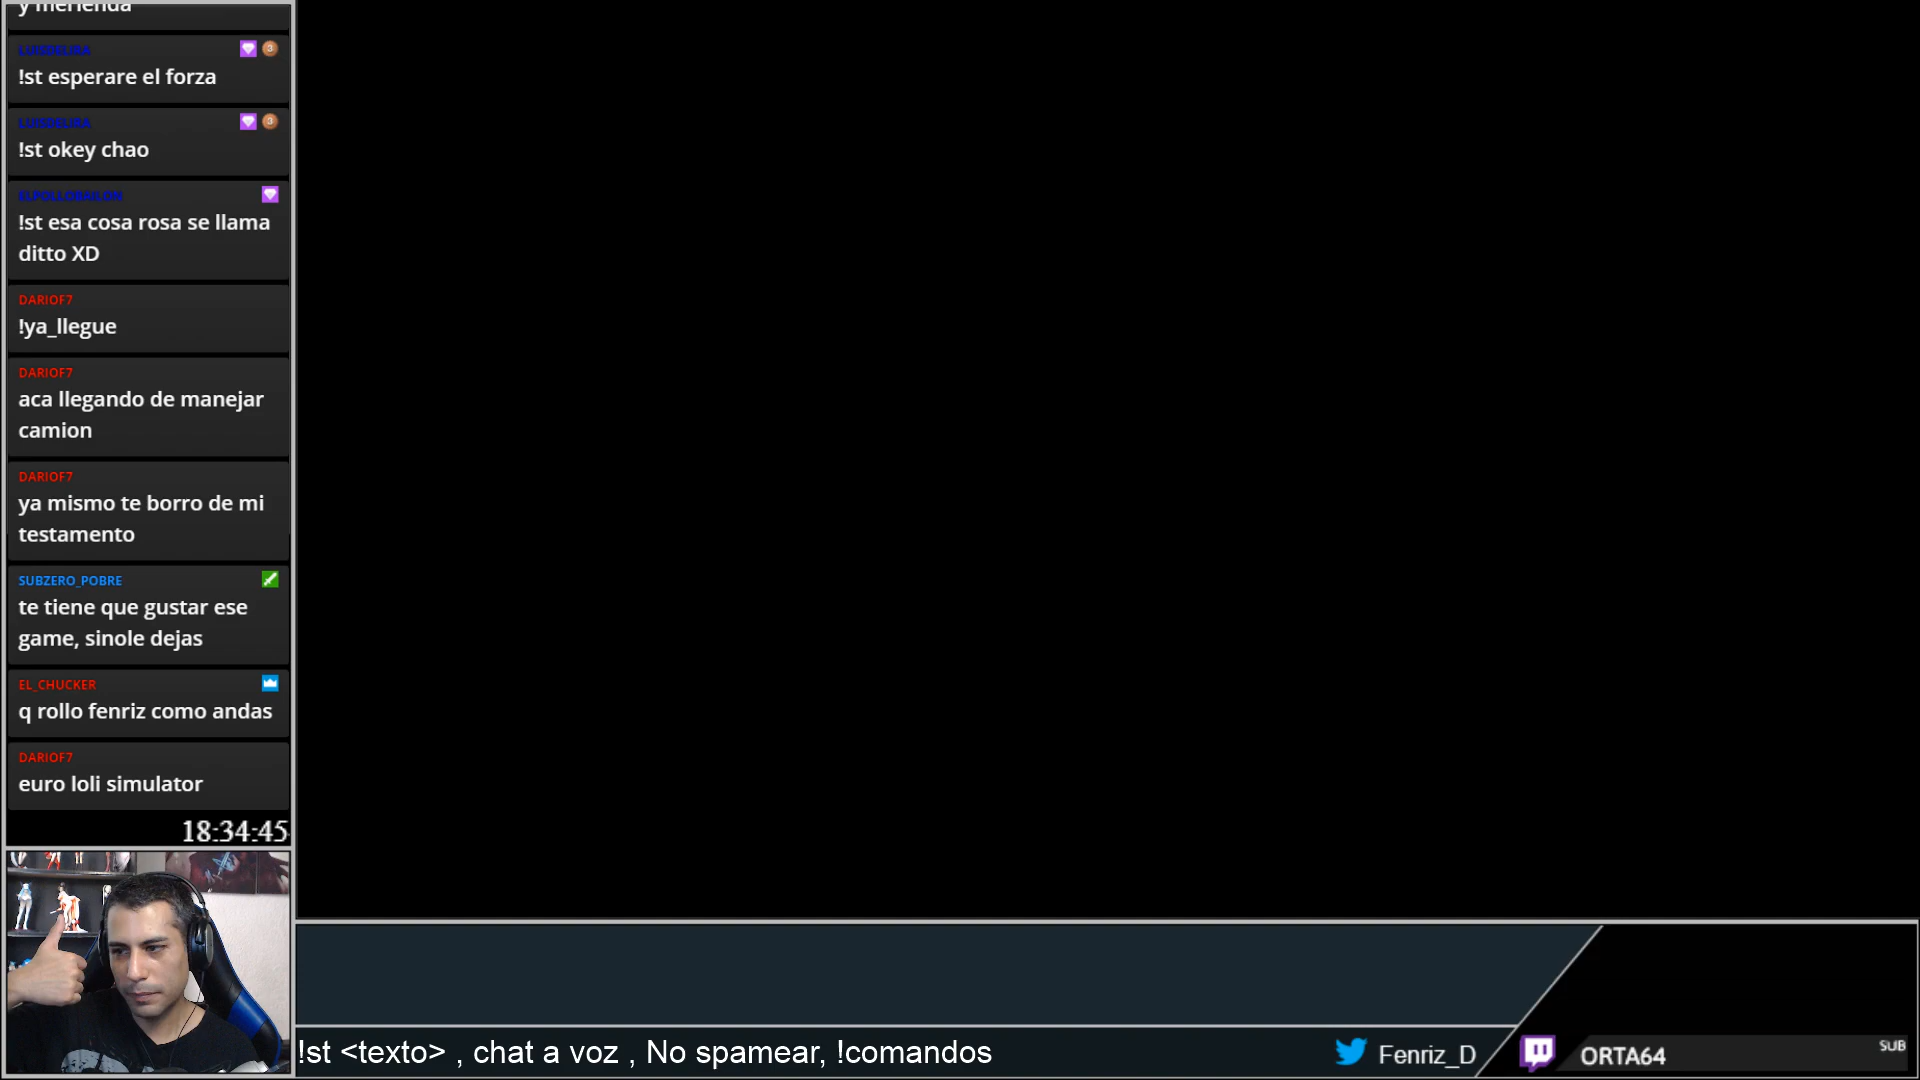 y merienda
!st esperare el forza
!st okey chao
!st esa cosa rosa se llama
ditto XD
DARIOF7
!ya_llegue
DARIOF7
aca llegando de manejar
camion
DARIOF7
ya mismo te borro de mi
testamento
SUBZERO_POBRE
te tiene que gustar ese
game, sinole dejas
EL_CHUCKER
q rollo fenriz como andas
DARIOF7
euro loli simulator
18:34:45
!st <texto> , chat a voz , No spamear, !comandos
Fenriz_D
ORTA64
SUB